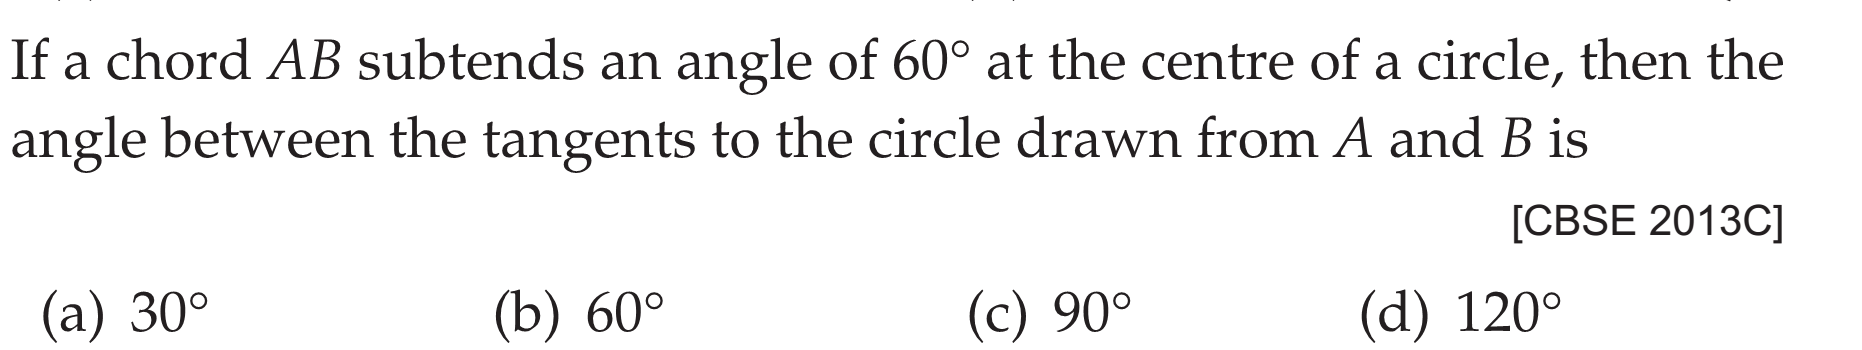 If a chord AB subtends an angle of 60° at the centre of a circle, then the
angle between the tangents to the circle drawn from A and B is
[CBSE 2013C]
(a) 30° (b) 60° (c) 90° (d) 120°